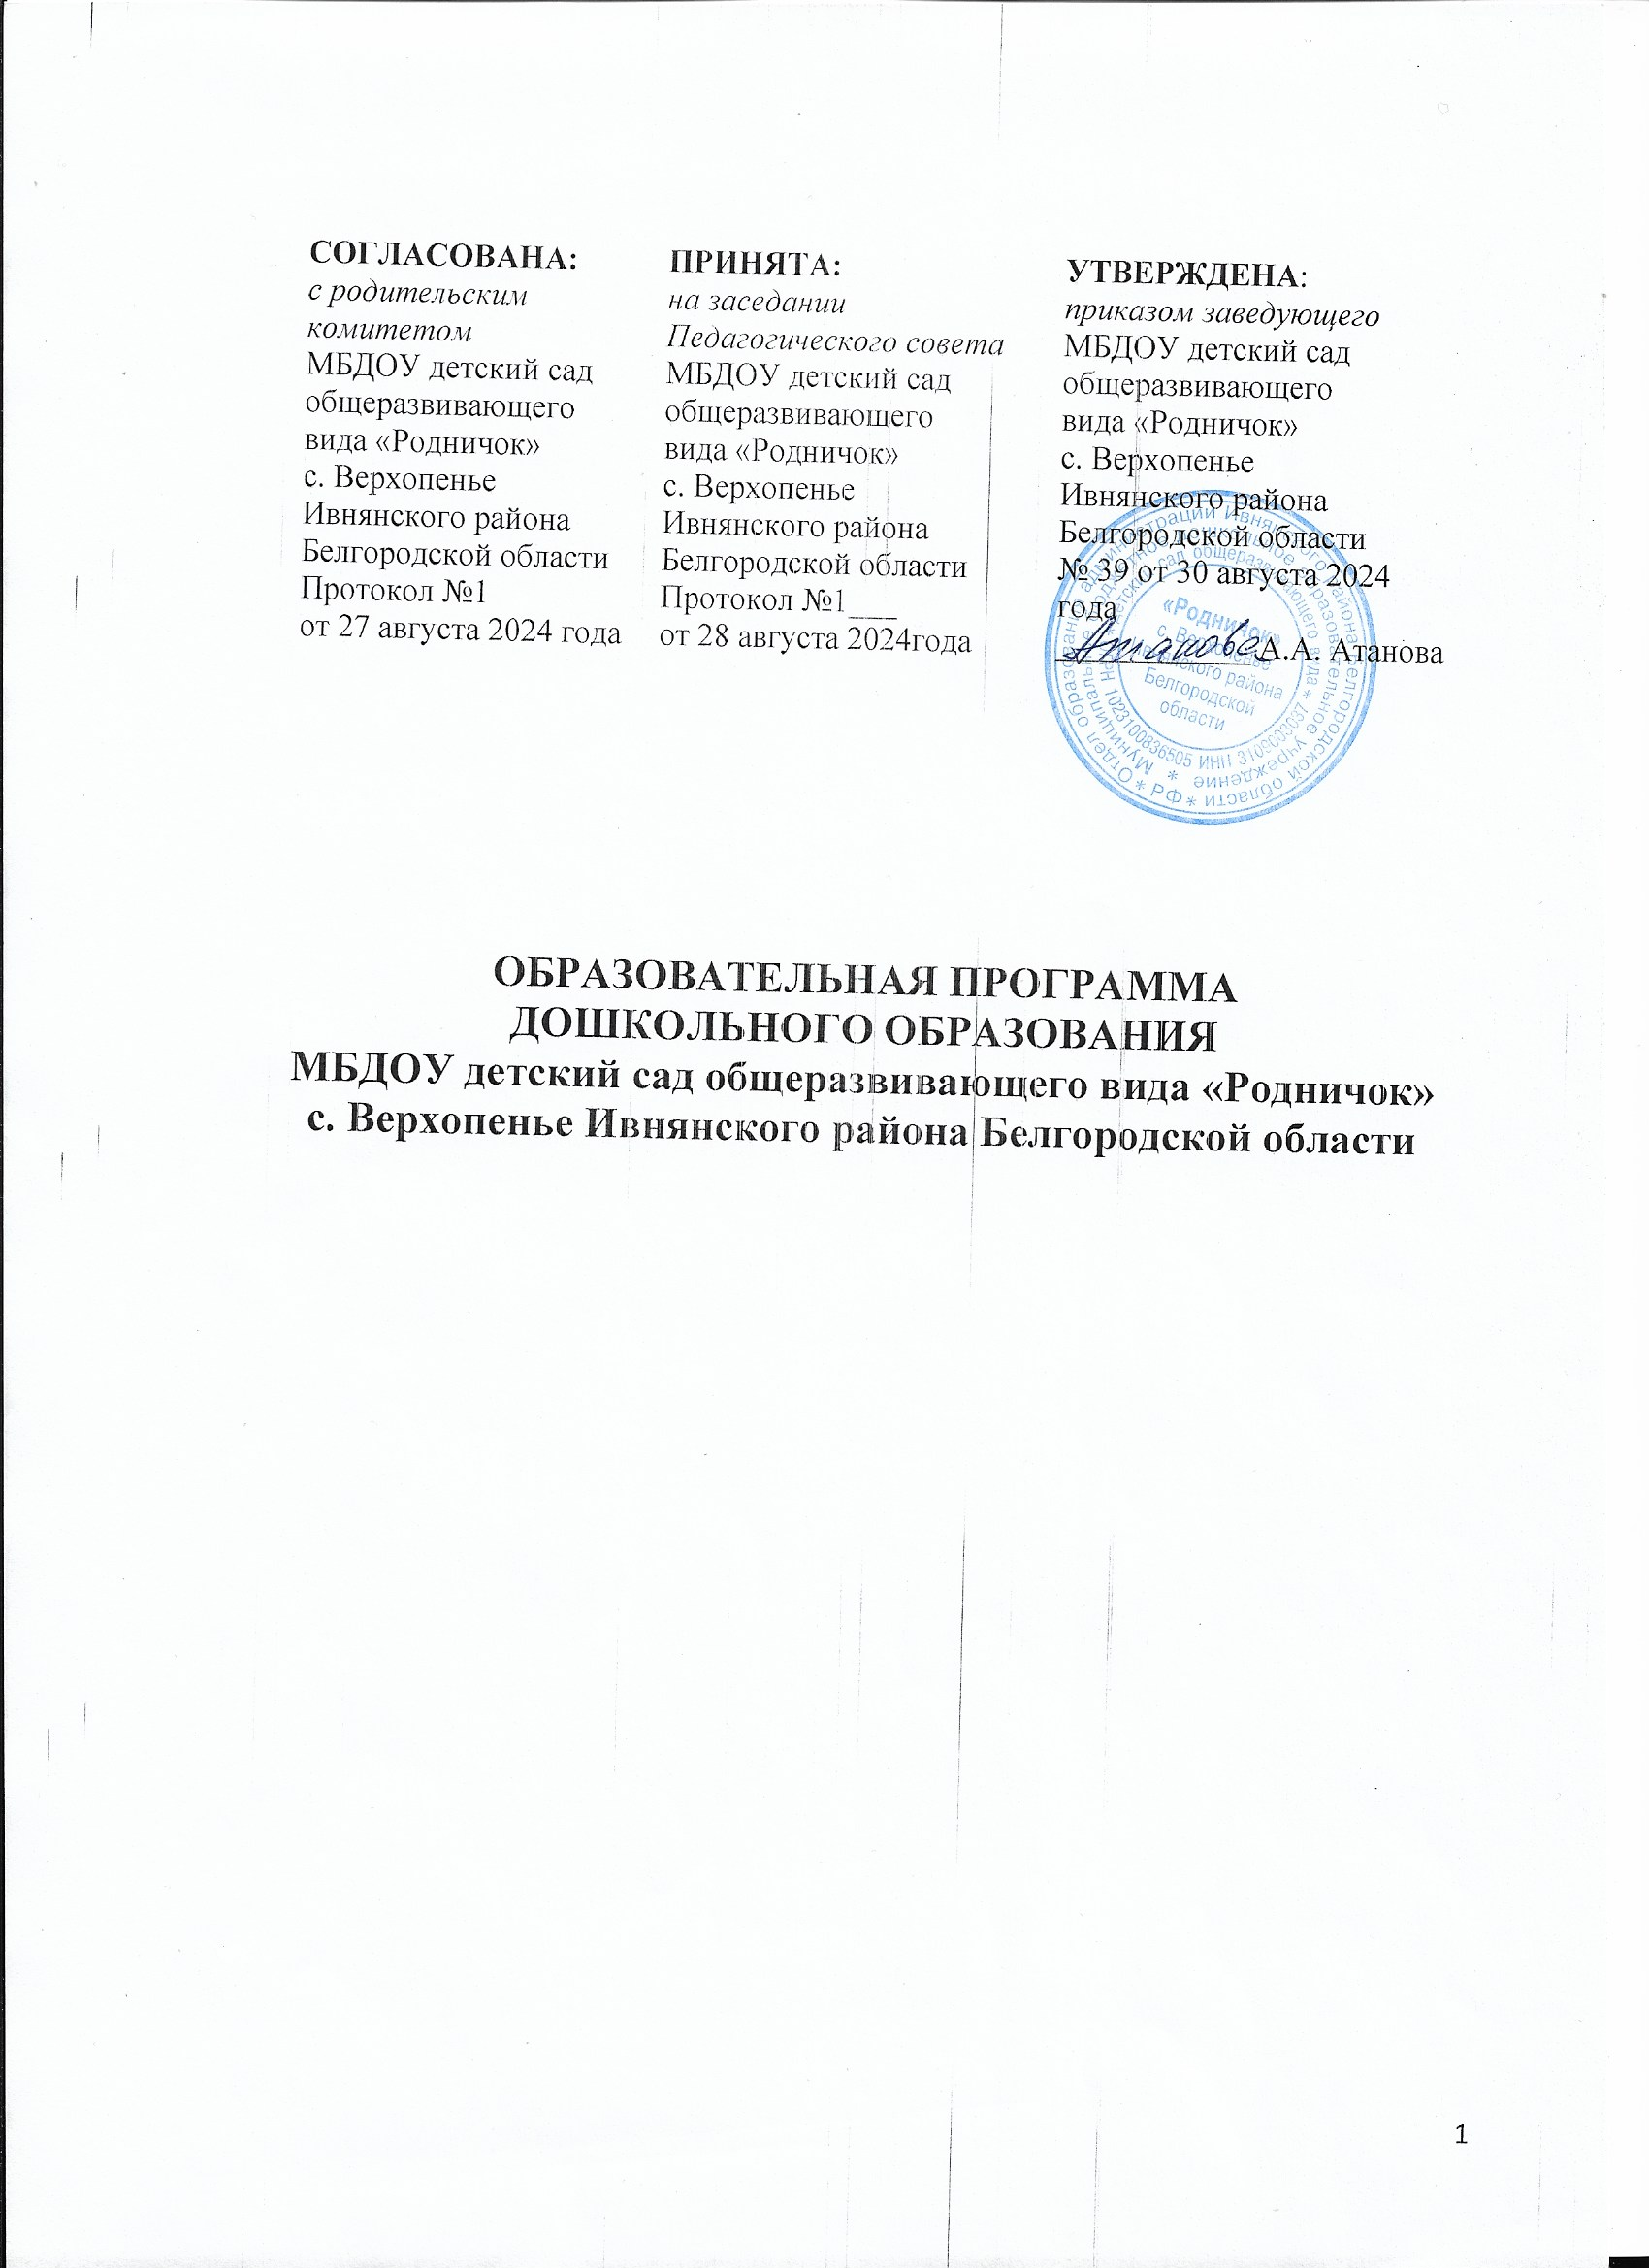 СОГЛАСОВАНА:
с родительским
комитетом
МБДОУ детский сад
общеразвивающего
вида «Родничок»
с. Верхопенье
Ивнянского района
Белгородской области
Протокол №1
от 27 августа 2024 года
ПРИНЯТА:
на заседании
Педагогического совета
МБДОУ детский сад
общеразвивающего
вида «Родничок»
с. Верхопенье
Ивнянского района
Белгородской области
Протокол №1___
от 28 августа 2024года
УТВЕРЖДЕНА:
приказом заведующего
МБДОУ детский сад
общеразвивающего
вида «Родничок»
с. Верхопенье
Ивнянского района
Белгородской области
№ 39 от 30 августа 2024
года
А.А. Атанова
«Родничок»
с. Верхопенье
Ивнянского района
Белгородской
области
ОБРАЗОВАТЕЛЬНАЯ ПРОГРАММА
ДОШКОЛЬНОГО ОБРАЗОВАНИЯ
МБДОУ детский сад общеразвивающего вида «Родничок»
с. Верхопенье Ивнянского района Белгородской области
1